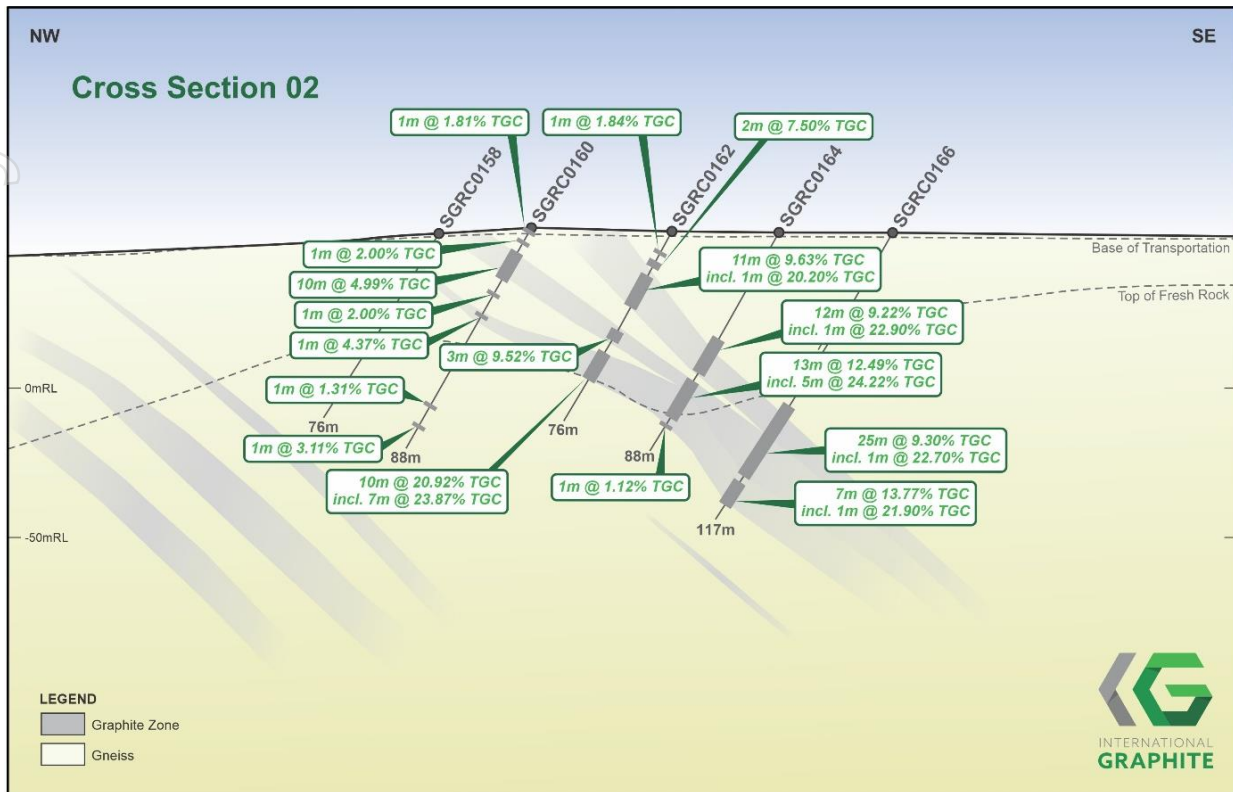 NW
SE
Cross Section 02
1m @ 1.81% TGC
1m @ 1.84% TGC
2m @ 7.50% TGC
SGRC0158
SGRC0160
SGRC0162
SGRC0164
SGRC0166
1m @ 2.00% TGC
10m @ 4.99% TGC
1m @ 2.00% TGC
1m @ 4.37% TGC
1m @ 1.31% TGC
1m @ 3.11% TGC
3m @ 9.52% TGC
10m @ 20.92% TGC
incl. 7m @ 23.87% TGC
11m @ 9.63% TGC
incl. 1m @ 20.20% TGC
12m @ 9.22% TGC
incl. 1m @ 22.90% TGC
13m @ 12.49% TGC
incl. 5m @ 24.22% TGC
1m @ 1.12% TGC
25m @ 9.30% TGC
incl. 1m @ 22.70% TGC
7m @ 13.77% TGC
incl. 1m @ 21.90% TGC
Base of Transportation
Top of Fresh Rock
0mRL
-50mRL
76m
88m
76m
88m
117m
LEGEND
Graphite Zone
Gneiss
INTERNATIONAL
GRAPHITE